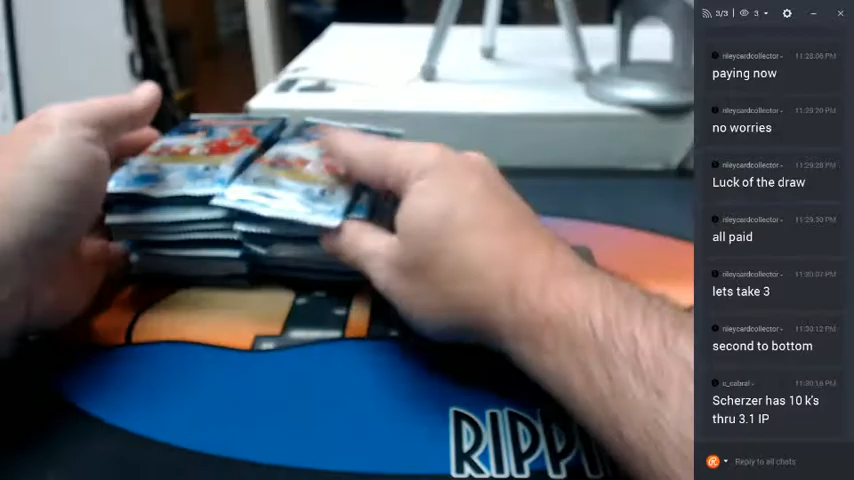 3/3 | 3
rileycardcollector 11:28:06 PM
paying now
rileycardcollector 11:28:20 PM
no worries
rileycardcollector 11:29:28 PM
Luck of the draw
rileycardcollector 11:29:30 PM
all paid
rileycardcollector 11:30:07 PM
lets take 3
rileycardcollector 11:30:12 PM
second to bottom
c_cabral 11:30:16 PM
Scherzer has 10 k's
thru 3.1 IP
Reply to all chats
RIPPI